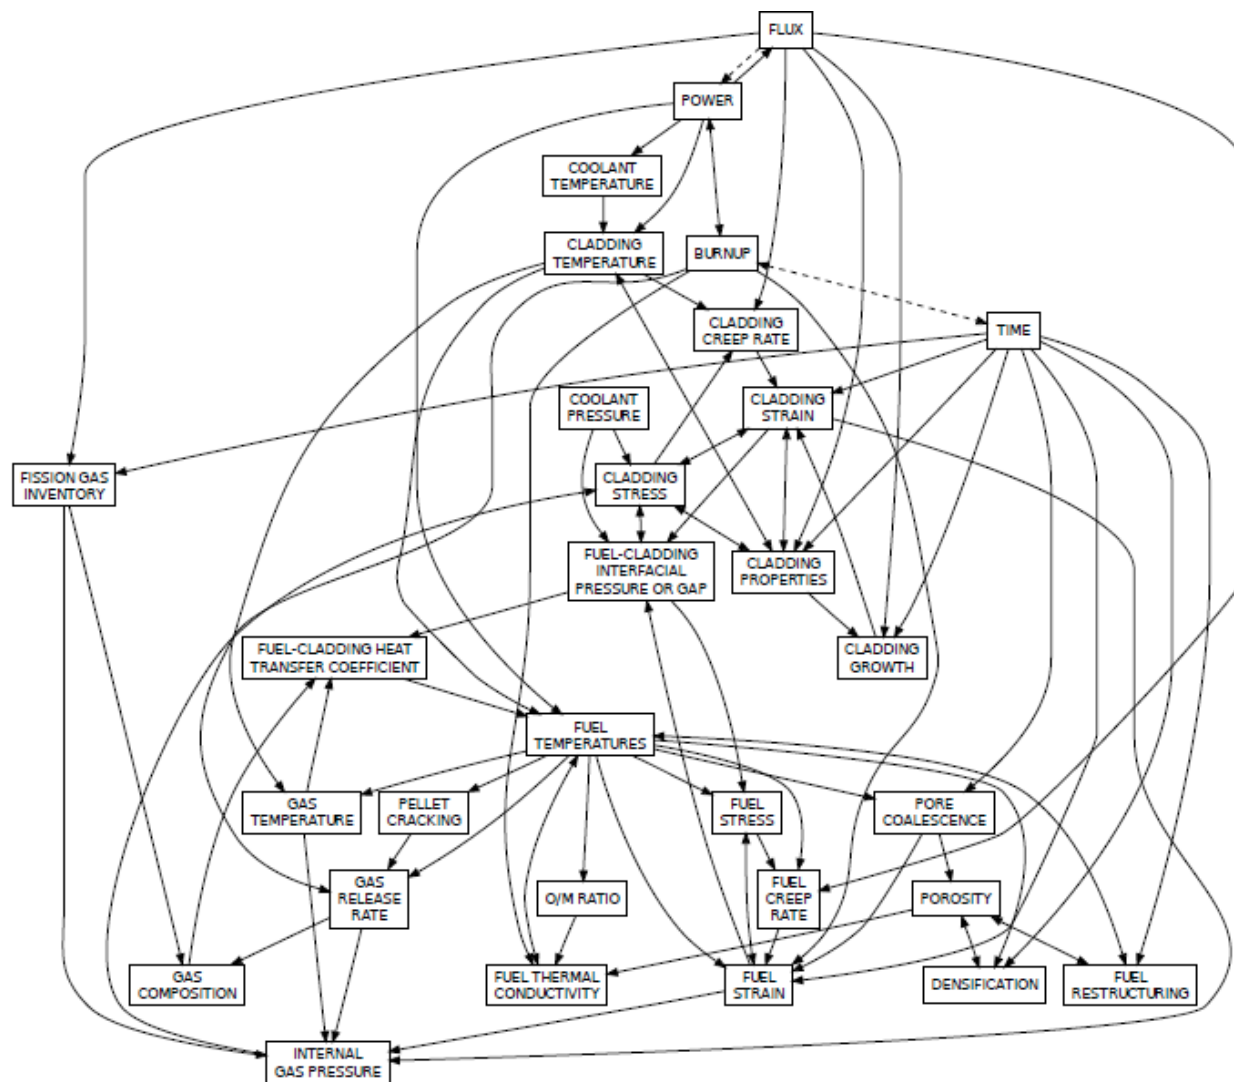 FLUX
POWER
COOLANT
TEMPERATURE
CLADDING
TEMPERATURE
BURNUP
CLADDING
CREEP RATE
TIME
COOLANT
PRESSURE
CLADDING
STRAIN
FISSION GAS
INVENTORY
CLADDING
STRESS
FUEL-CLADDING
INTERFACIAL
PRESSURE OR GAP
CLADDING
PROPERTIES
FUEL-CLADDING HEAT
TRANSFER COEFFICIENT
CLADDING
GROWTH
FUEL
TEMPERATURES
GAS
TEMPERATURE
PELLET
CRACKING
FUEL
STRESS
PORE
COALESCENCE
GAS
RELEASE
RATE
O/M RATIO
FUEL
CREEP
RATE
POROSITY
GAS
COMPOSITION
FUEL THERMAL
CONDUCTIVITY
FUEL
STRAIN
DENSIFICATION
FUEL
RESTRUCTURING
INTERNAL
GAS PRESSURE